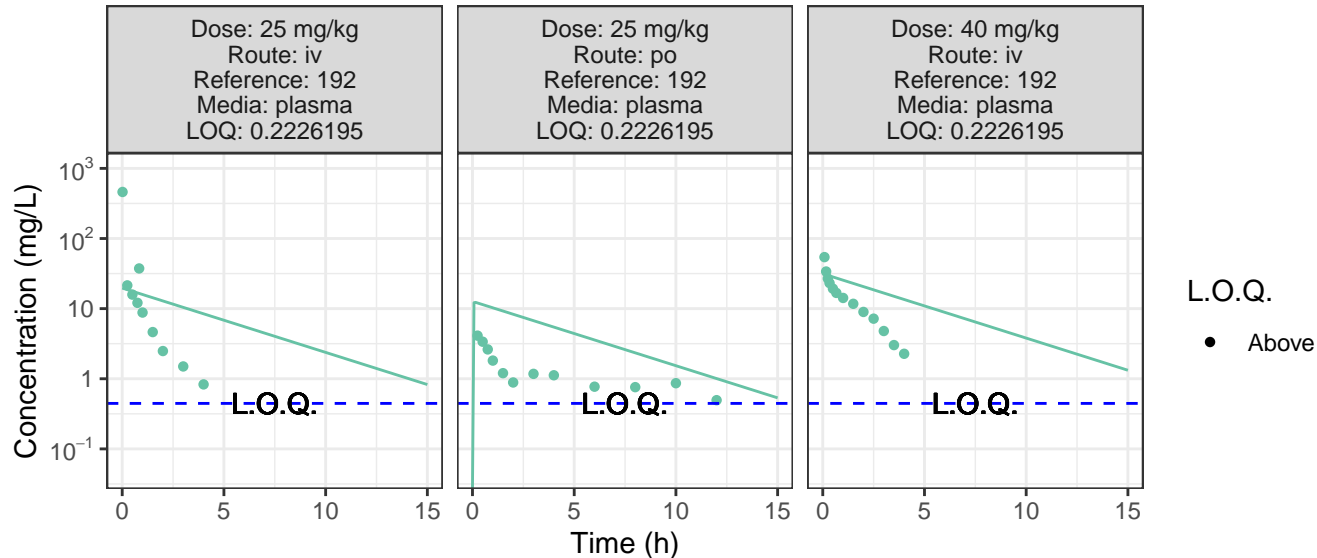 Dose: 25 mg/kg
Route: iv
Reference: 192
Media: plasma
LOQ: 0.2226195
Dose: 25 mg/kg
Route: po
Reference: 192
Media: plasma
LOQ: 0.2226195
Dose: 40 mg/kg
Route: iv
Reference: 192
Media: plasma
LOQ: 0.2226195
Concentration (mg/L)
10³
10²
10
1
10⁻¹
L.O.Q.
L.O.Q.
L.O.Q.
0 5 10 15
0 5 10 15
0 5 10 15
Time (h)
L.O.Q.
Above